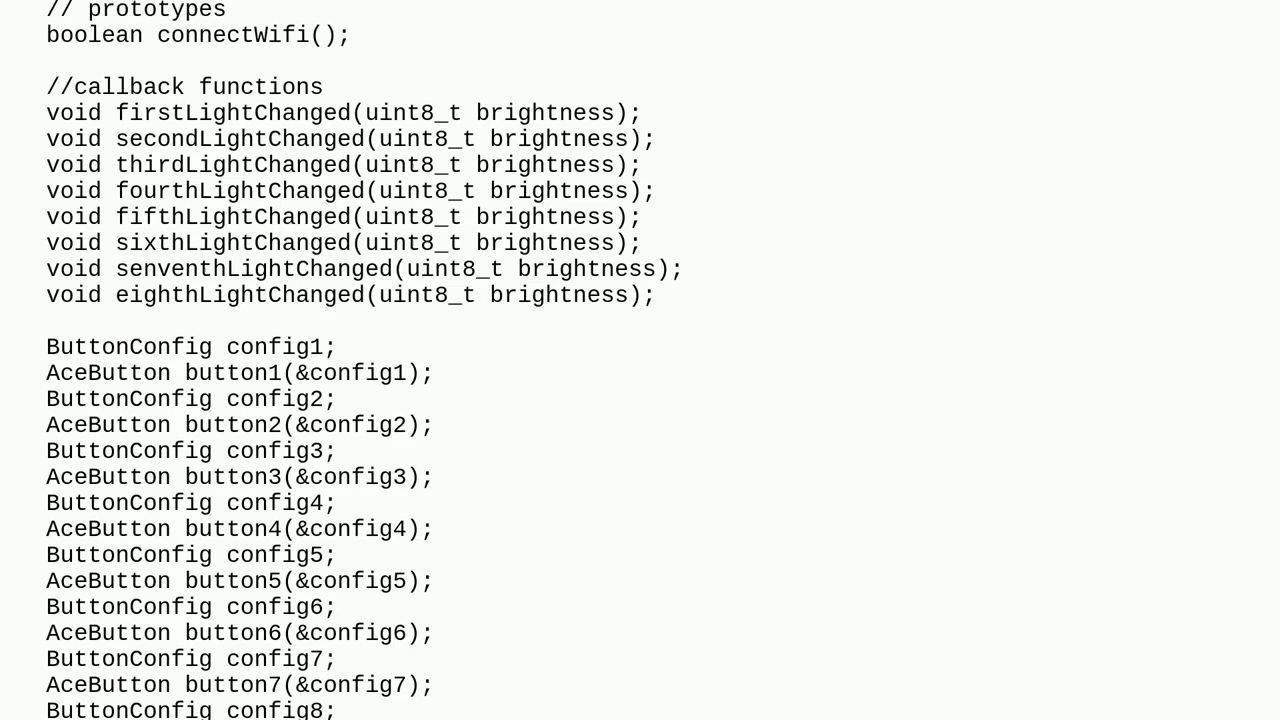 // prototypes
boolean connectWifi();
//callback functions
void firstLightChanged(uint8_t brightness);
void secondLightChanged(uint8_t brightness);
void thirdLightChanged(uint8_t brightness);
void fourthLightChanged(uint8_t brightness);
void fifthLightChanged(uint8_t brightness);
void sixthLightChanged(uint8_t brightness);
void senventhLightChanged(uint8_t brightness);
void eighthLightChanged(uint8_t brightness);
ButtonConfig config1;
AceButton button1(&config1);
ButtonConfig config2;
AceButton button2(&config2);
ButtonConfig config3;
AceButton button3(&config3);
ButtonConfig config4;
AceButton button4(&config4);
ButtonConfig config5;
AceButton button5(&config5);
ButtonConfig config6;
AceButton button6(&config6);
ButtonConfig config7;
AceButton button7(&config7);
ButtonConfig config8;